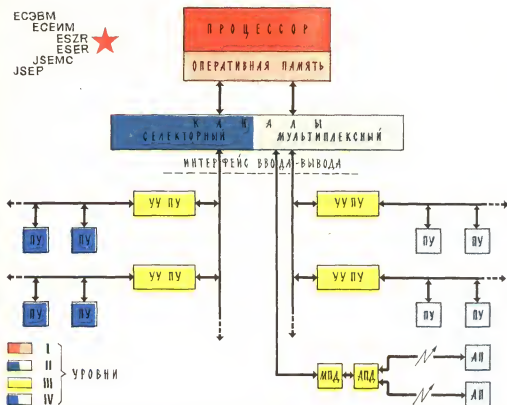 ЕСЭВМ
ЕСЕИМ
ESZR
ESER
JSEMC
JSEP
ПРОЦЕССОР
ОПЕРАТИВНАЯ ПАМЯТЬ
КАНАЛЫ
СЕЛЕКТОРНЫЙ МУЛЬТИПЛЕКСНЫЙ
ИНТЕРФЕЙС ВВОДА-ВЫВОДА
УУ ПУ УУ ПУ
ПУ ПУ ПУ ПУ
УУ ПУ УУ ПУ
ПУ ПУ ПУ ПУ
I
II
III
IV
УРОВНИ
МПД АПД АП
АП